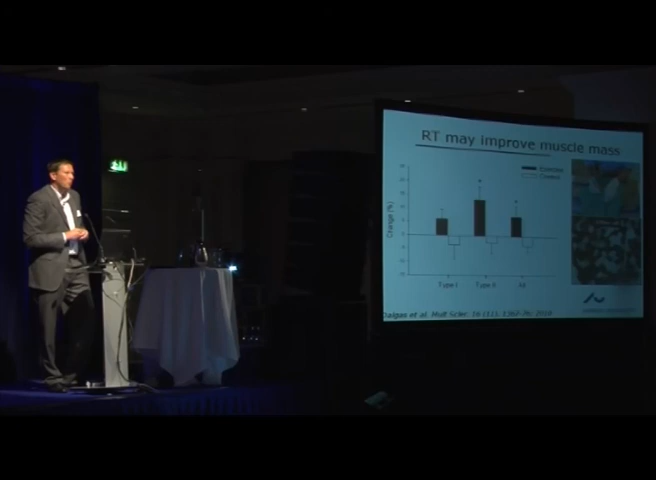 RT may improve muscle mass
Exercise
Control
Change (%)
Type I
Type II
All
Dalgas et al. Mult Scler. 16 (11), 1367-76; 2010